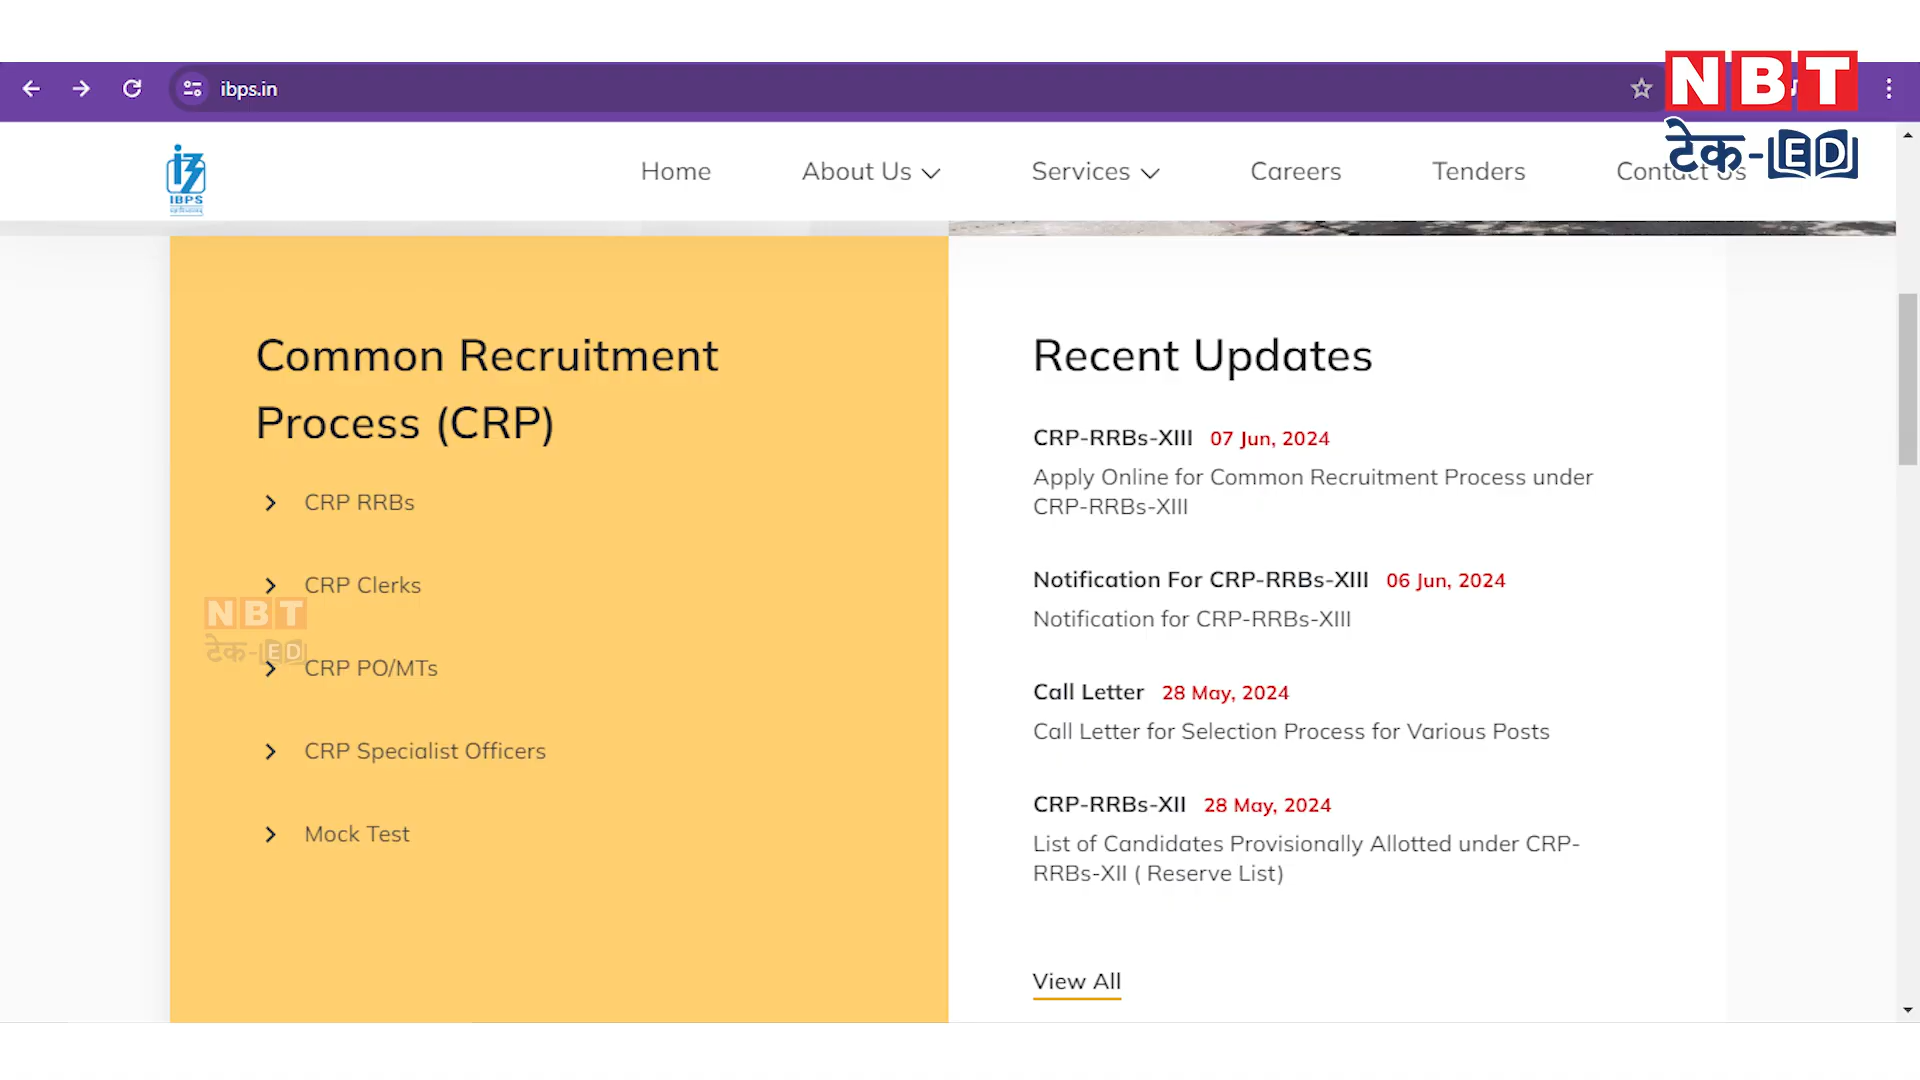 ibps.in
NBT
टेक-ED
IBPS
Home
About Us
Services
Careers
Tenders
Contact Us
Common Recruitment
Process (CRP)
CRP RRBs
CRP Clerks
CRP PO/MTs
CRP Specialist Officers
Mock Test
NBT
टेक-ED
Recent Updates
CRP-RRBs-XIII 07 Jun, 2024
Apply Online for Common Recruitment Process under
CRP-RRBs-XIII
Notification For CRP-RRBs-XIII 06 Jun, 2024
Notification for CRP-RRBs-XIII
Call Letter 28 May, 2024
Call Letter for Selection Process for Various Posts
CRP-RRBs-XII 28 May, 2024
List of Candidates Provisionally Allotted under CRP-
RRBs-XII ( Reserve List)
View All